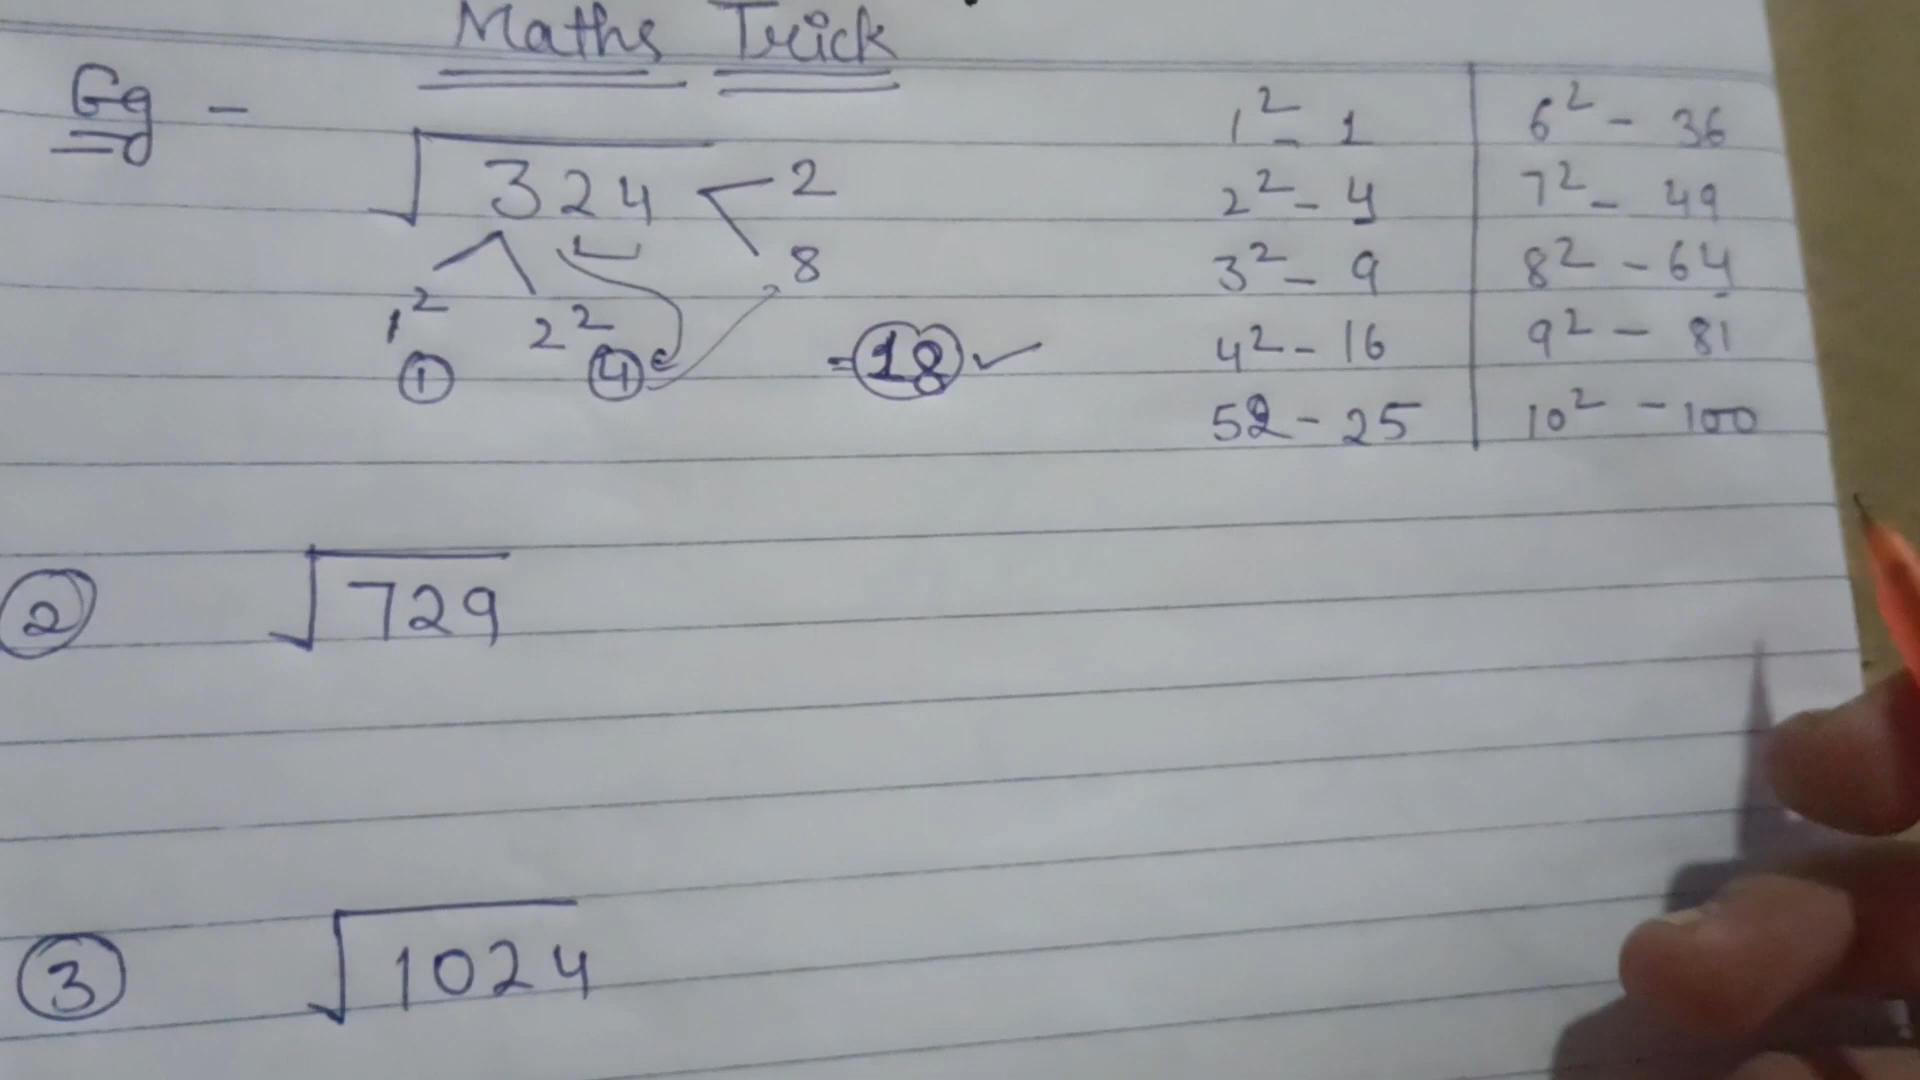 Maths Trick
Eg -
√324 < 2
8
1² 2²
① ④
= 18 ✓
1² - 1
2² - 4
3² - 9
4² - 16
52 - 25
6² - 36
7² - 49
8² - 64
9² - 81
10² - 100
② √729
③ √1024